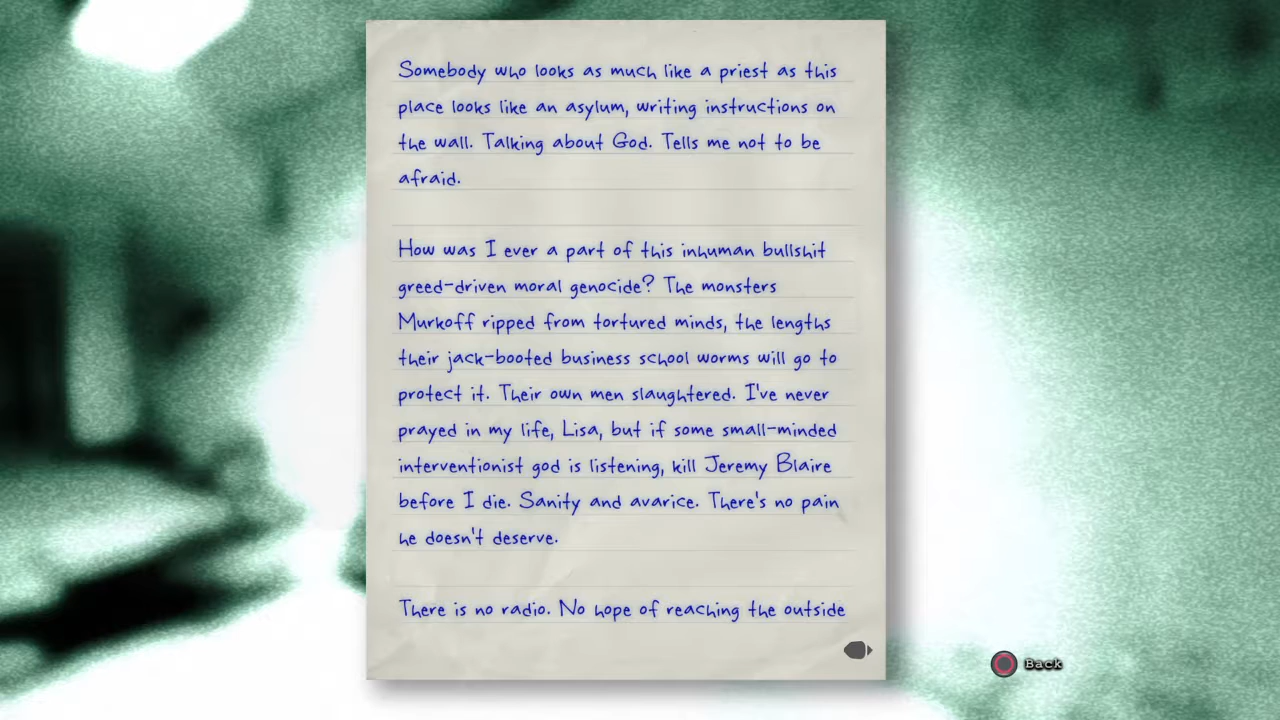 Somebody who looks as much like a priest as this
place looks like an asylum, writing instructions on
the wall. Talking about God. Tells me not to be
afraid.
How was I ever a part of this inhuman bullshit
greed-driven moral genocide? The monsters
Murkoff ripped from tortured minds, the lengths
their jack-booted business school worms will go to
protect it. Their own men slaughtered. I've never
prayed in my life, Lisa, but if some small-minded
interventionist god is listening, kill Jeremy Blaire
before I die. Sanity and avarice. There's no pain
he doesn't deserve.
There is no radio. No hope of reaching the outside
Back